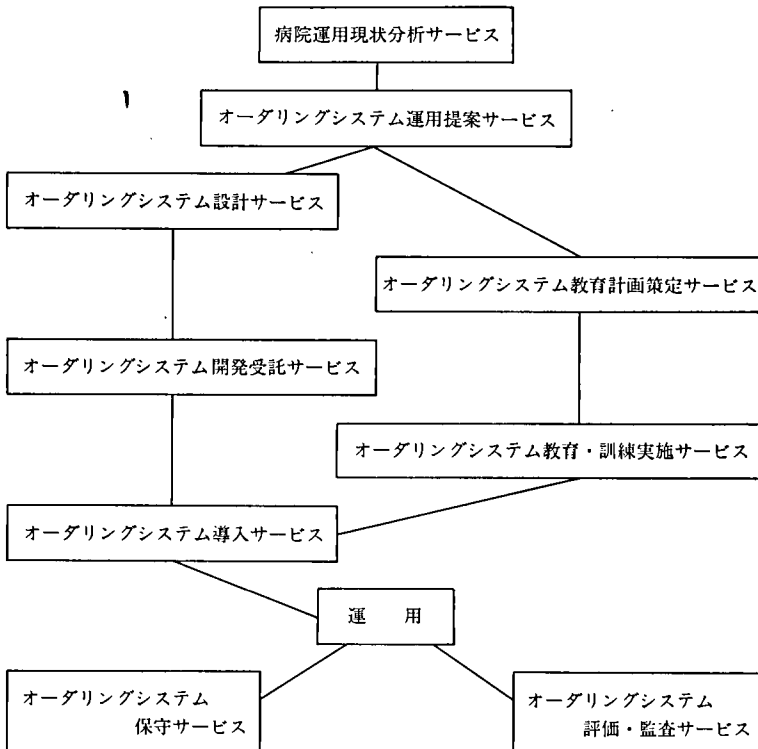 病院運用現状分析サービス
オーダリングシステム運用提案サービス
オーダリングシステム設計サービス
オーダリングシステム教育計画策定サービス
オーダリングシステム開発受託サービス
オーダリングシステム教育・訓練実施サービス
オーダリングシステム導入サービス
運 用
オーダリングシステム
保守サービス
オーダリングシステム
評価・監査サービス